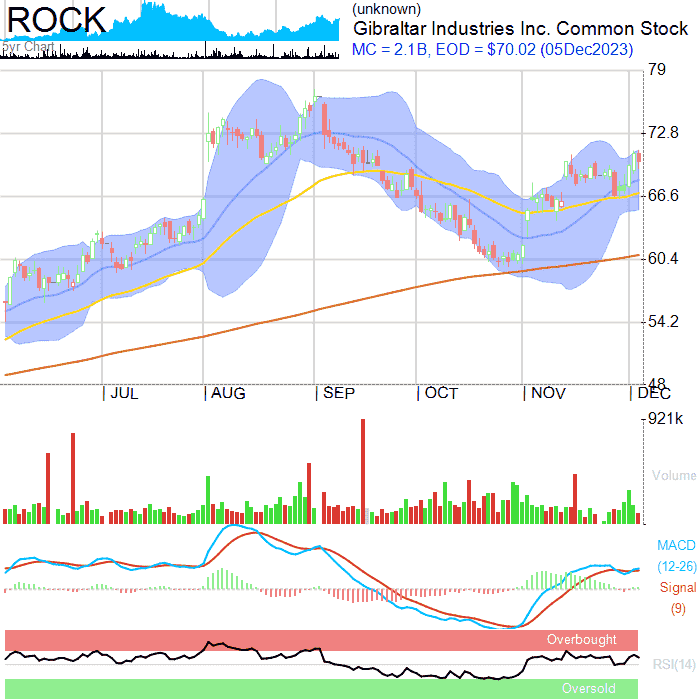 ROCK
(unknown)
Gibraltar Industries Inc. Common Stock
MC = 2.1B, EOD = $70.02 (05Dec2023)
5yr Chart
79
72.8
66.6
60.4
54.2
48
JUL AUG SEP OCT NOV DEC
921k
Volume
MACD
(12-26)
Signal
(9)
Overbought
RSI(14)
Oversold